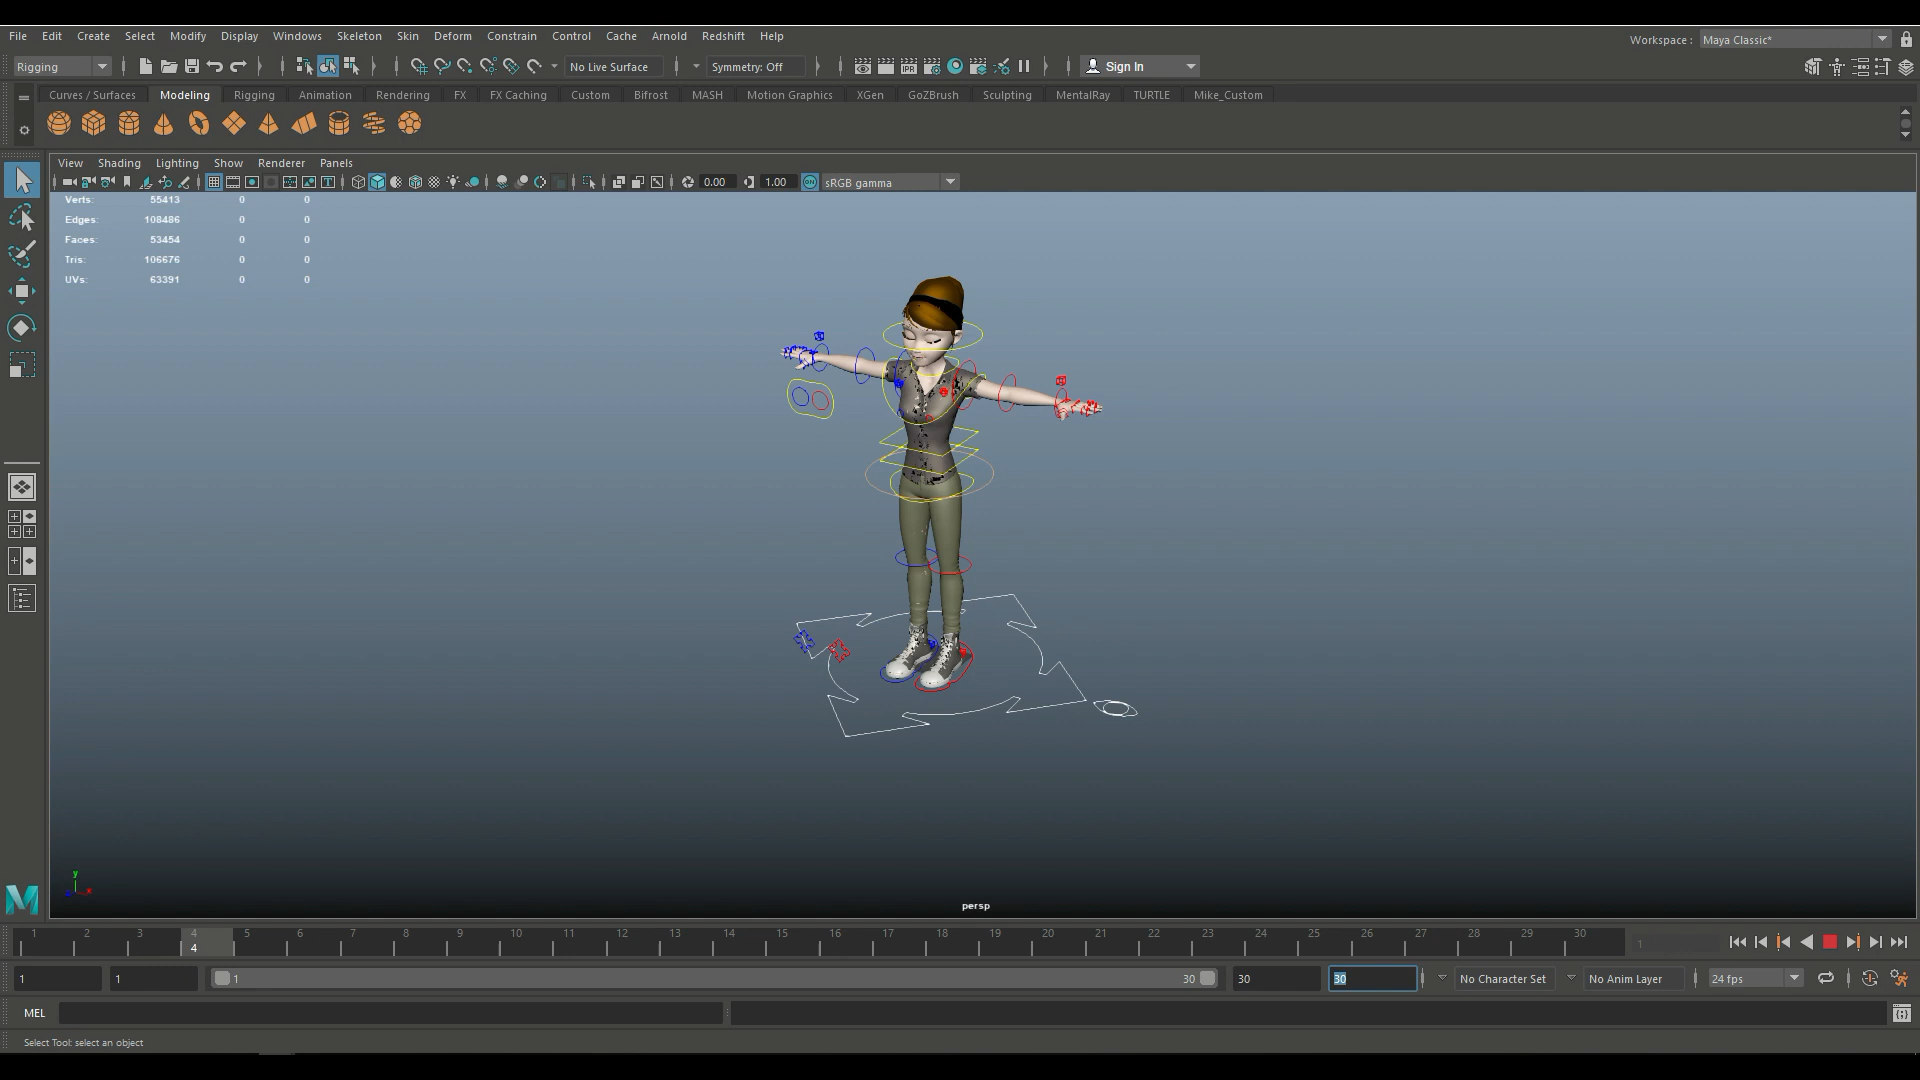 File Edit Create Select Modify Display Windows Skeleton Skin Deform Constrain Control Cache Arnold Redshift Help
Workspace : Maya Classic*
Rigging No Live Surface Symmetry: Off IPR Sign In
Curves / Surfaces Modeling Rigging Animation Rendering FX FX Caching Custom Bifrost MASH Motion Graphics XGen GoZBrush Sculpting MentalRay TURTLE Mike_Custom
View Shading Lighting Show Renderer Panels
0.00 1.00 ON sRGB gamma
Verts: 55413 0 0
Edges: 108486 0 0
Faces: 53454 0 0
Tris: 106676 0 0
UVs: 63391 0 0
y
x
persp
1 2 3 4 5 6 7 8 9 10 11 12 13 14 15 16 17 18 19 20 21 22 23 24 25 26 27 28 29 30 1
4
1 1 1 30 30 30 No Character Set No Anim Layer 24 fps
MEL
Select Tool: select an object